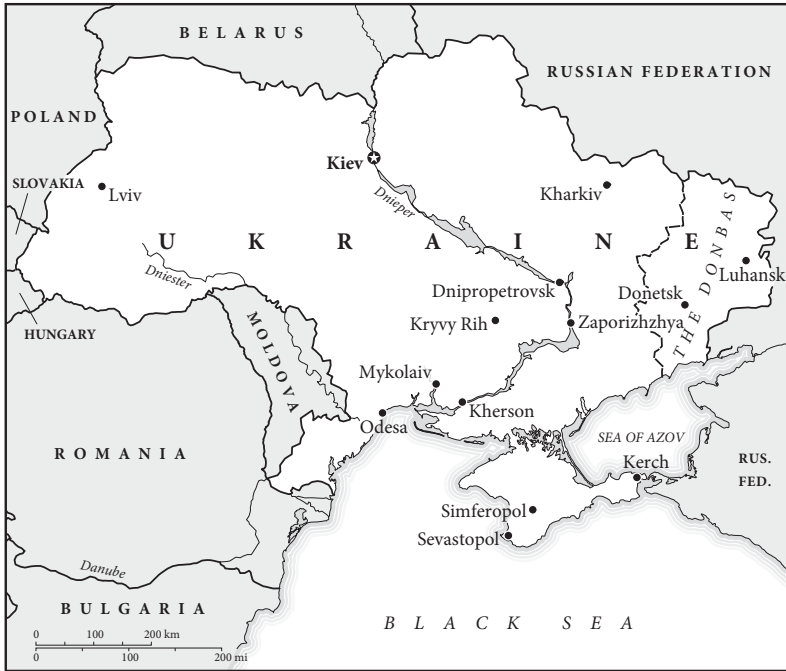 BELARUS
RUSSIAN FEDERATION
POLAND
Kiev
SLOVAKIA
Lviv
Dnieper
Kharkiv
UKRAINE
THE DONBAS
Dniester
Luhansk
Dnipropetrovsk
Donetsk
HUNGARY
MOLDOVA
Kryvy Rih
Zaporizhzhya
Mykolaiv
Kherson
Odesa
SEA OF AZOV
ROMANIA
Kerch
RUS.
FED.
Simferopol
Sevastopol
Danube
BULGARIA
BLACK SEA
0 100 200 km
0 100 200 mi